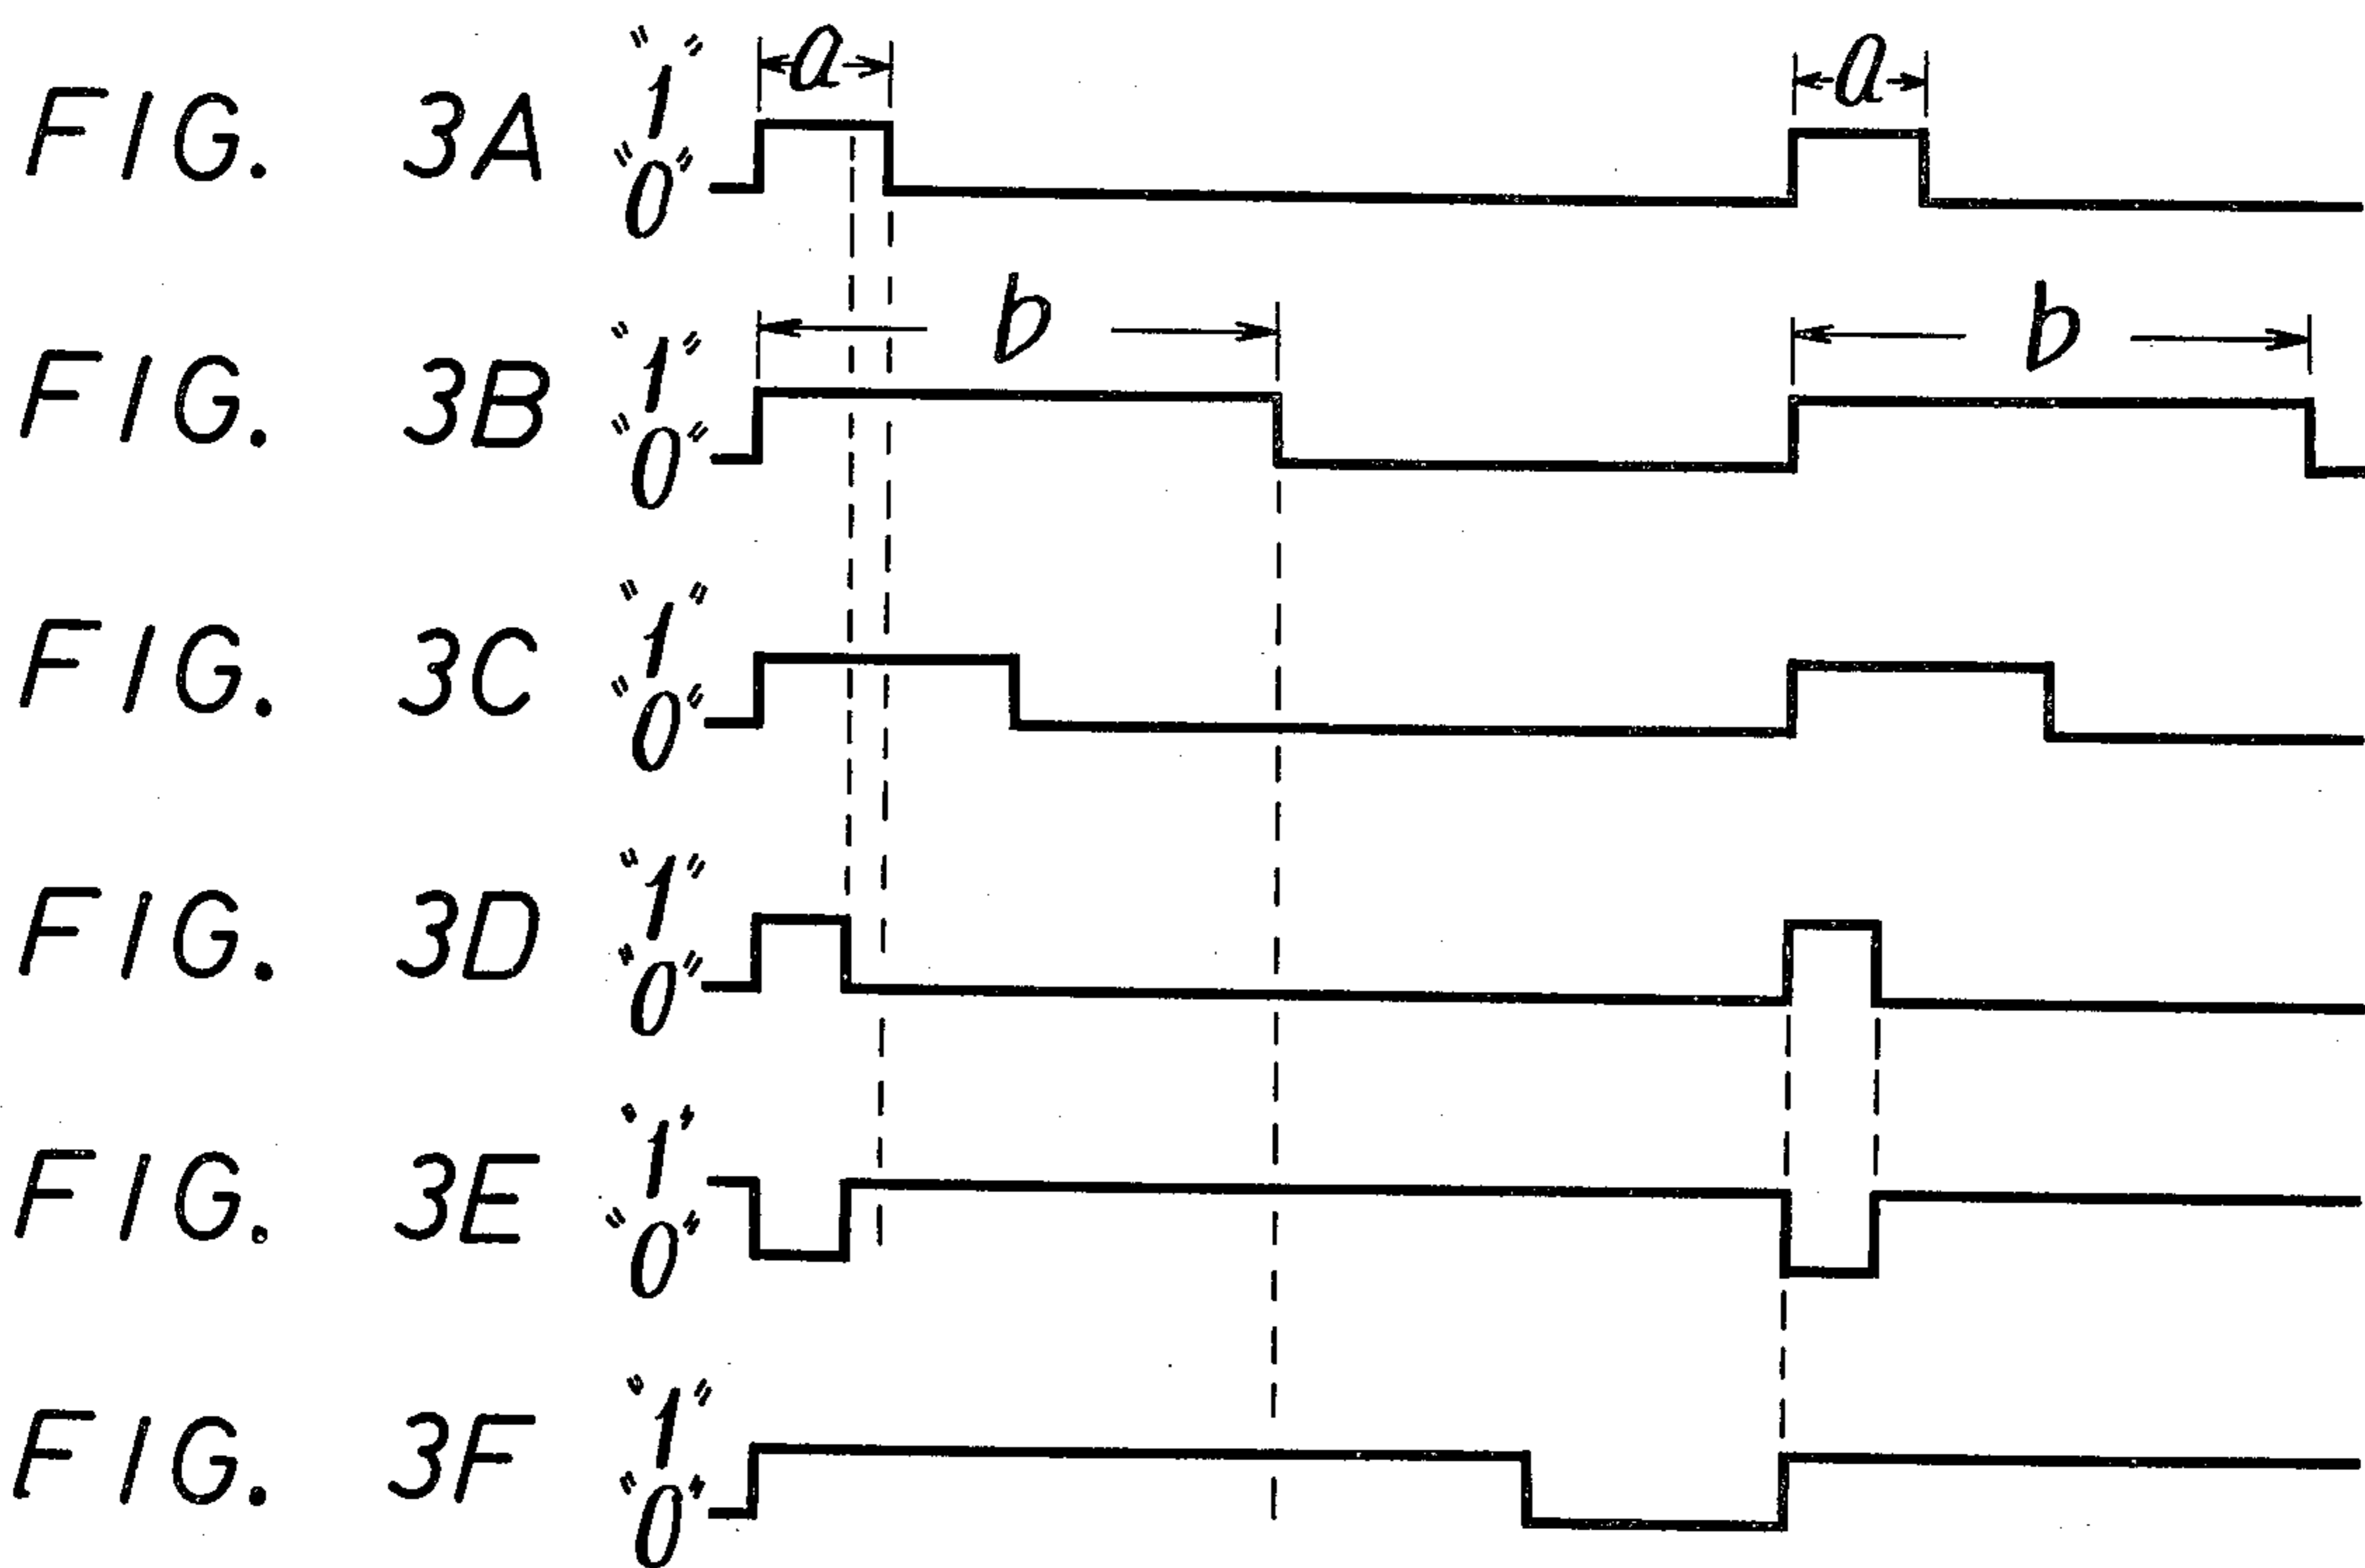 FIG. 3A "1" "0" a a
FIG. 3B "1" "0" b b
FIG. 3C "1" "0"
FIG. 3D "1" "0"
FIG. 3E "1" "0"
FIG. 3F "1" "0"